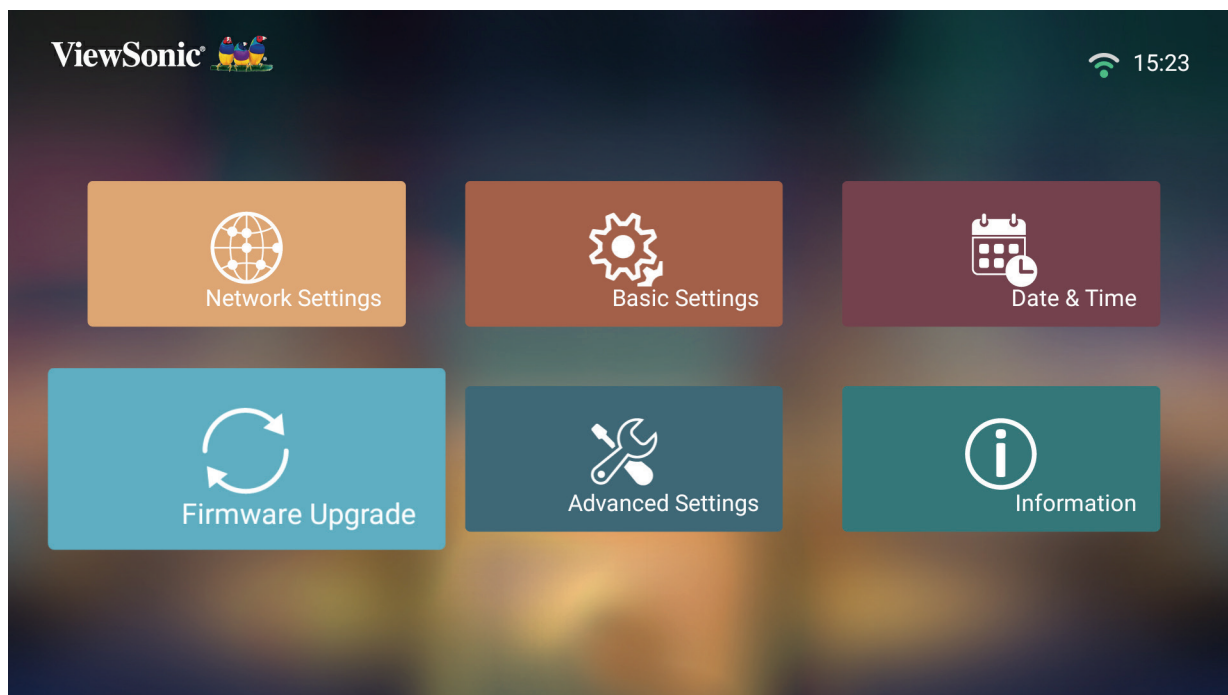 ViewSonic®
15:23
Network Settings
Basic Settings
Date & Time
Firmware Upgrade
Advanced Settings
Information